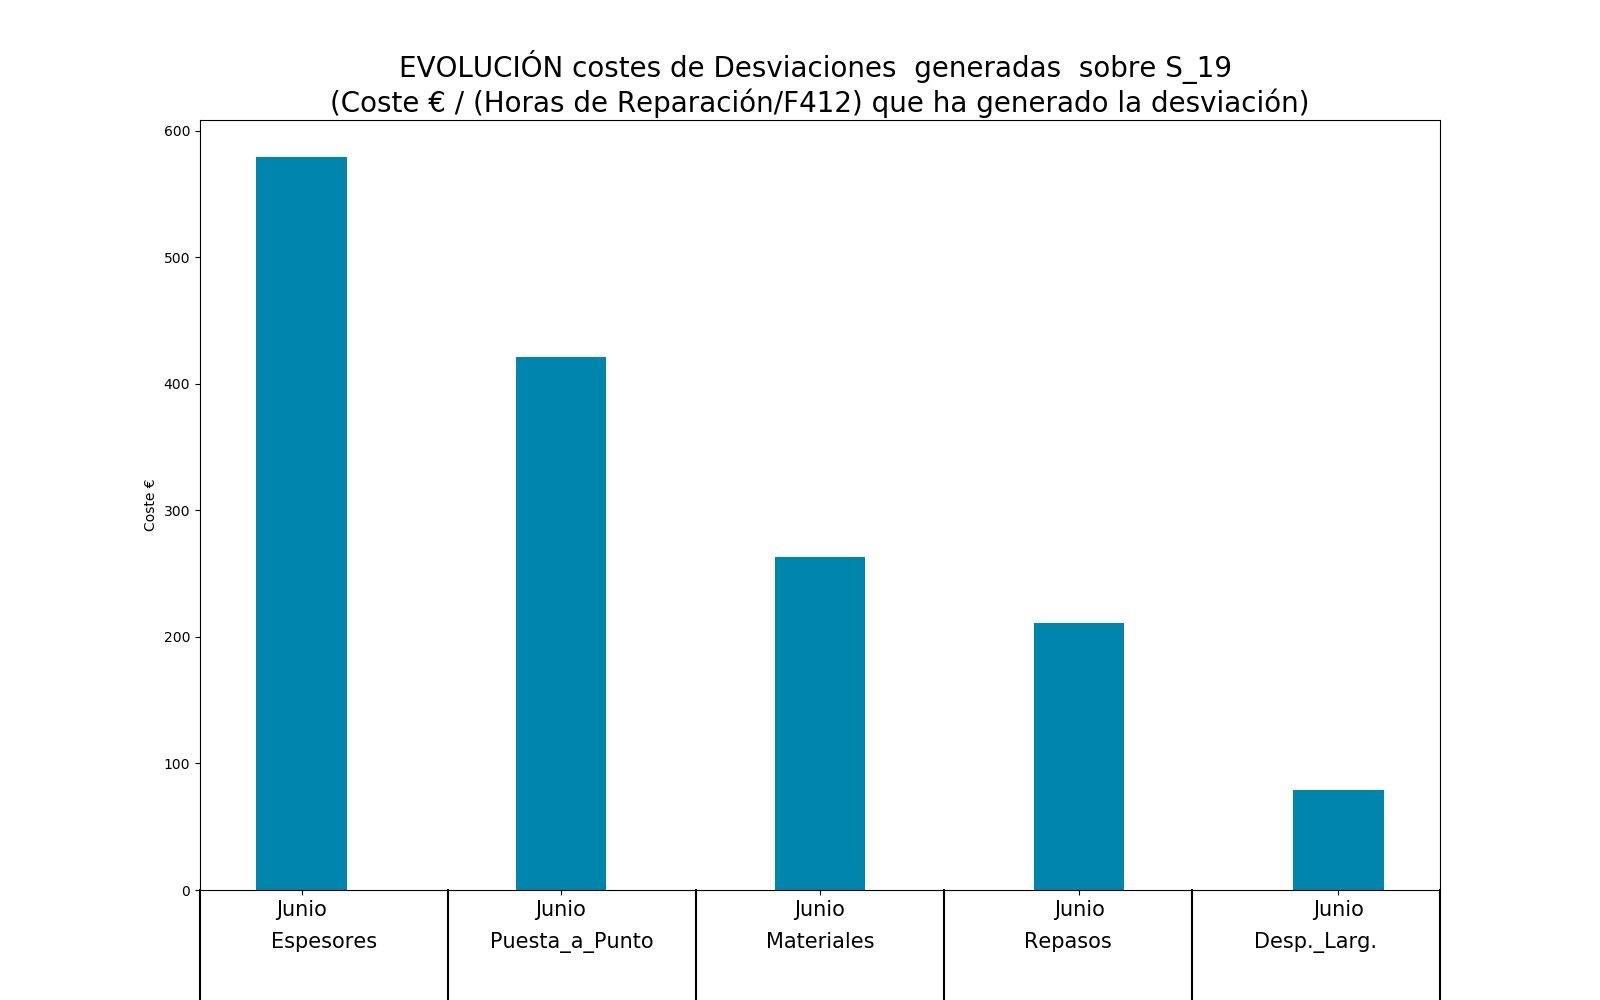 EVOLUCIÓN costes de Desviaciones  generadas  sobre S_19
(Coste € / (Horas de Reparación/F412) que ha generado la desviación)
600
500
400
300
200
100
0
Coste €
Junio Junio Junio Junio Junio
Espesores Puesta_a_Punto Materiales Repasos Desp._Larg.